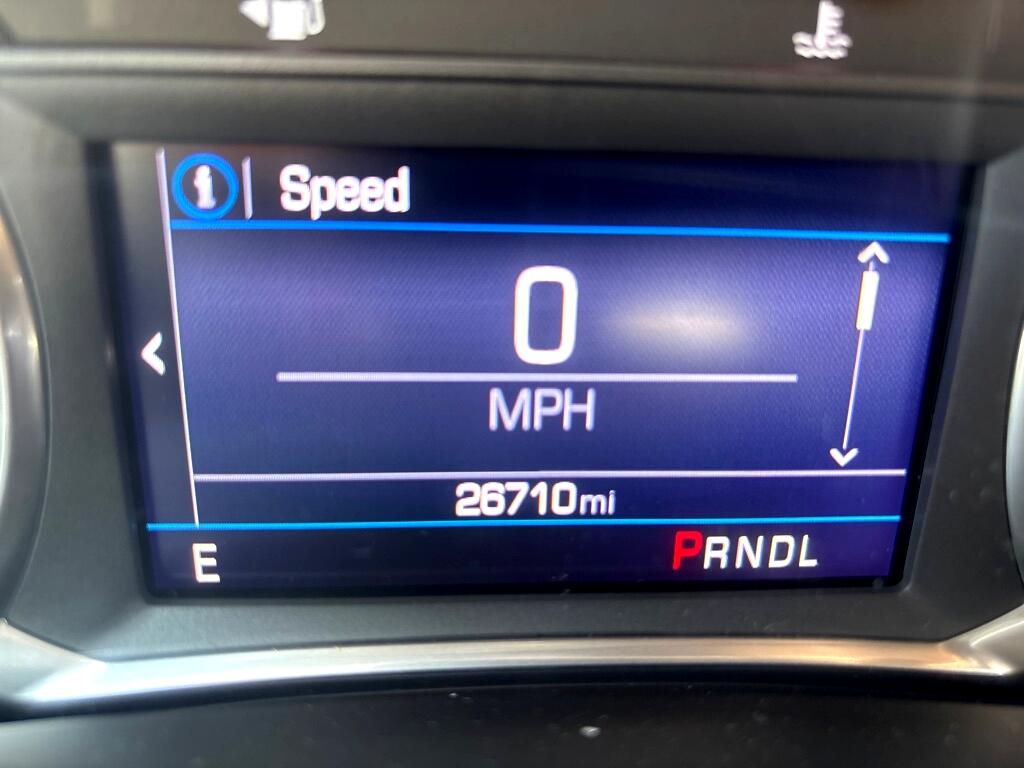 i Speed
0
MPH
26710mi
E PRNDL